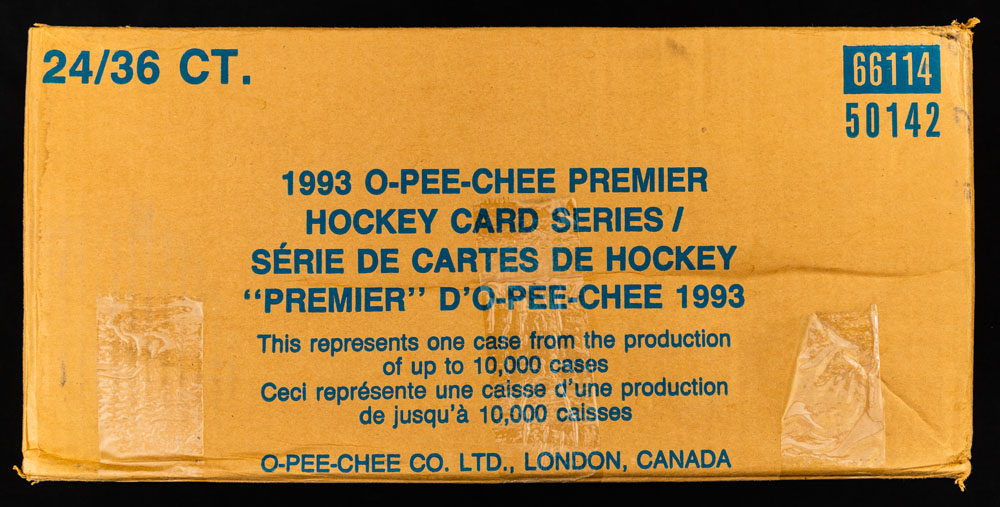 24/36 CT.
66114
50142
1993 O-PEE-CHEE PREMIER
HOCKEY CARD SERIES /
SÉRIE DE CARTES DE HOCKEY
“PREMIER” D’O-PEE-CHEE 1993
This represents one case from the production
of up to 10,000 cases
Ceci représente une caisse d’une production
de jusqu’à 10,000 caisses
O-PEE-CHEE CO. LTD., LONDON, CANADA